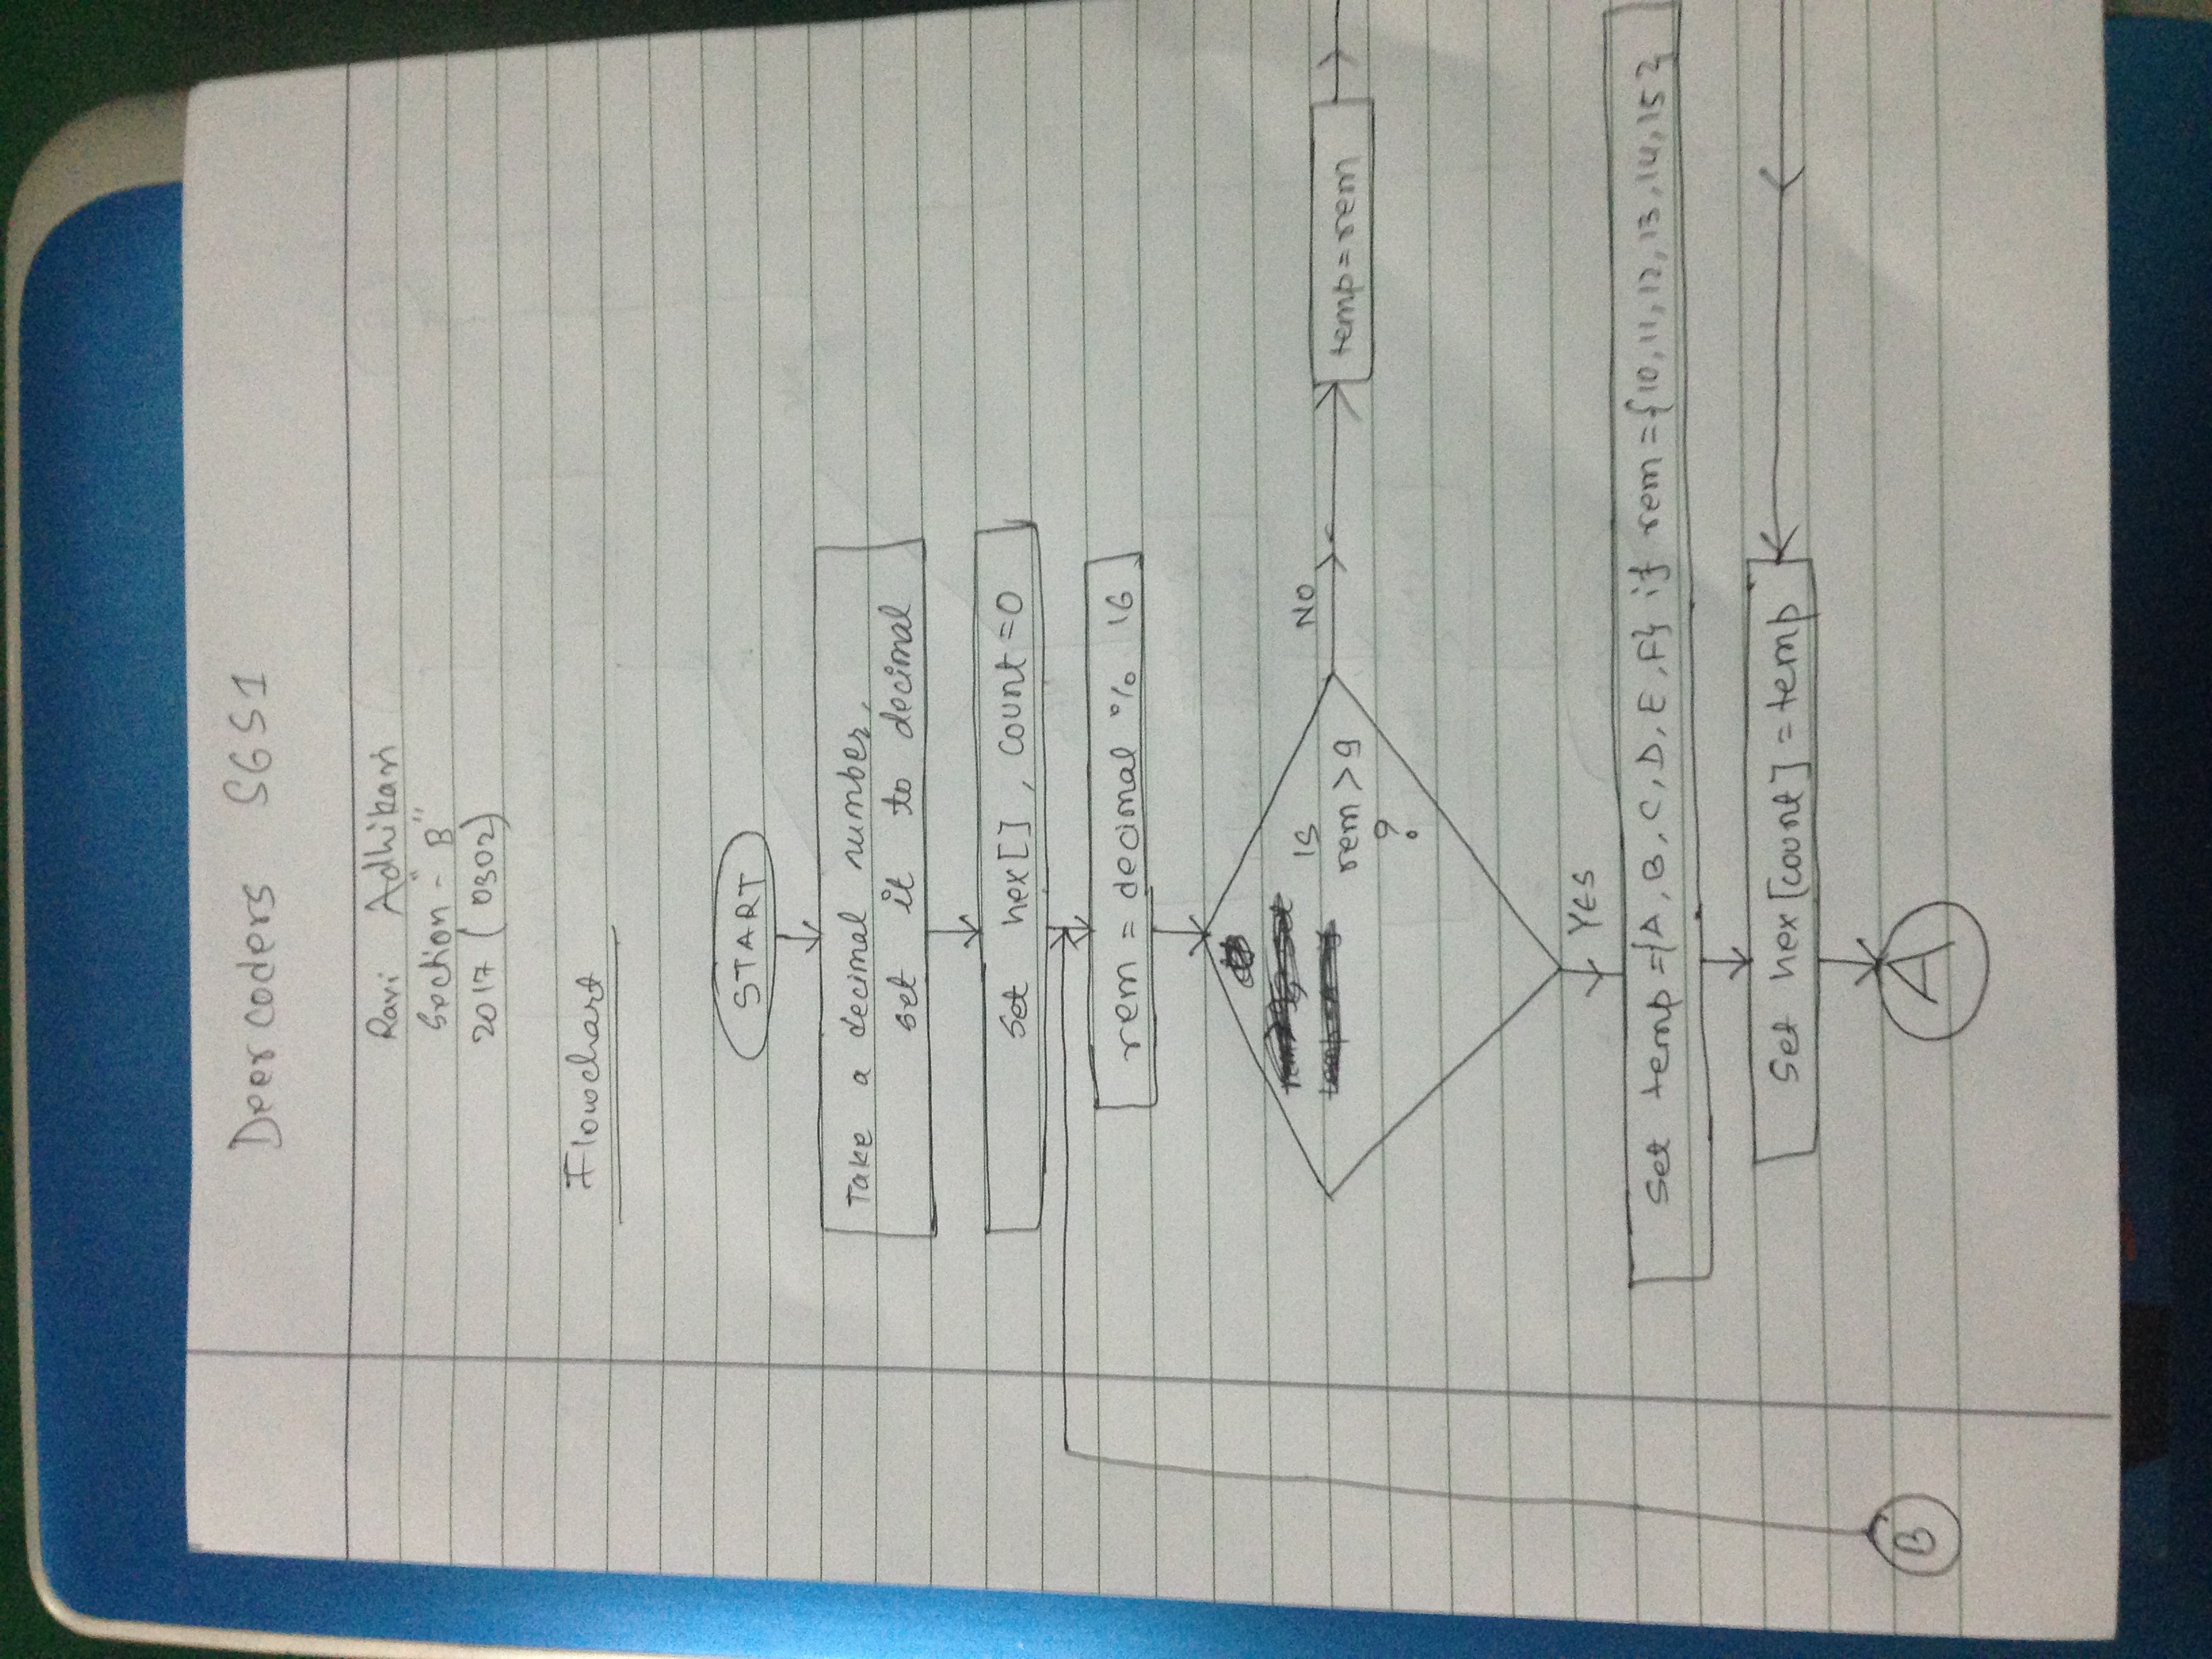 Deer coders SGS1
Ravi Adhikari
Section - "B"
2017 (0302)
Flowchart
START
Take a decimal number,
set it to decimal
Set hex[] , count=0
rem = decimal % 16
Is
rem > 9
?
NO
temp = rem
YES
Set temp = {A, B, C, D, E, F} if rem = {10, 11, 12, 13, 14, 15}
Set hex [count] = temp
B
A